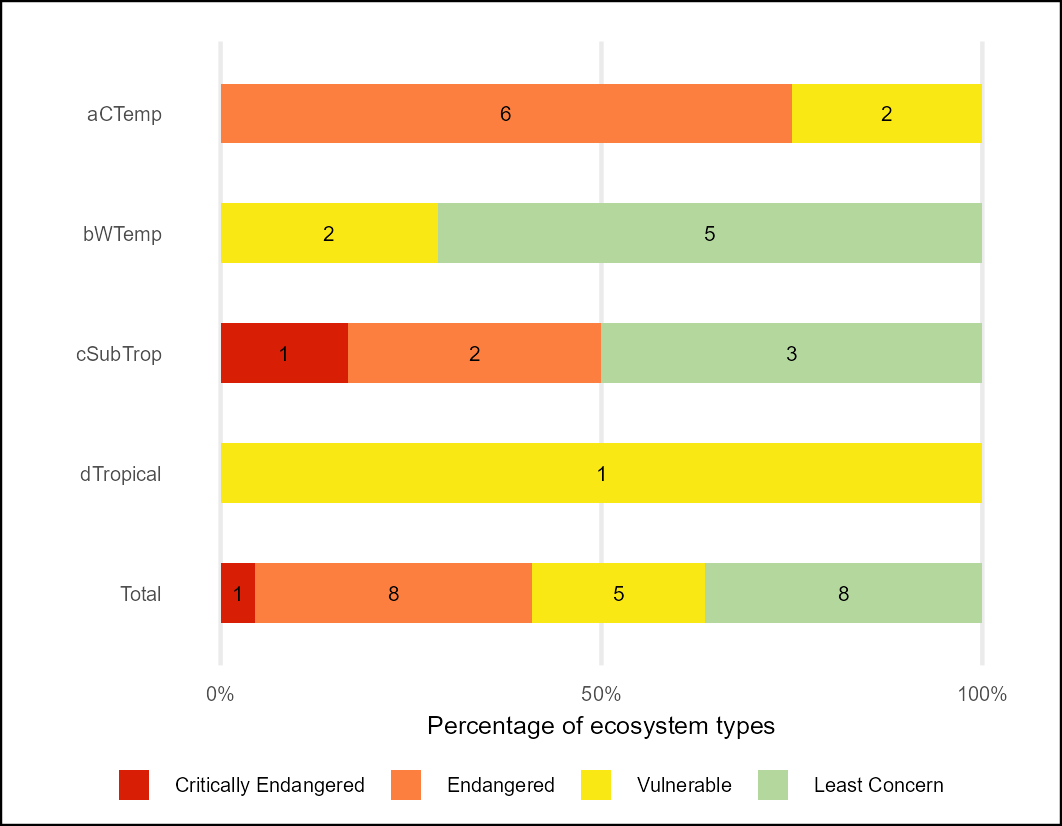 aCTemp 6 2
bWTemp 2 5
cSubTrop 1 2 3
dTropical 1
Total 1 8 5 8
0% 50% 100%
Percentage of ecosystem types
Critically Endangered Endangered Vulnerable Least Concern